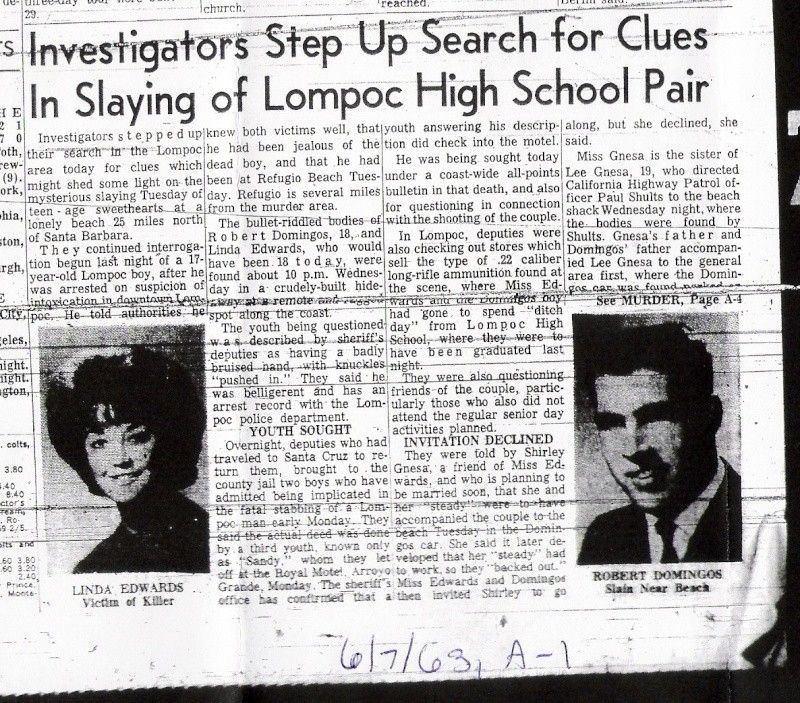 29.
church.
reached.
Investigators Step Up Search for Clues
In Slaying of Lompoc High School Pair
Investigators stepped up
their search in the Lompoc
area today for clues which
might shed some light on the
mysterious slaying Tuesday of
teen-age sweethearts at a
lonely beach 25 miles north
of Santa Barbara.
They continued interroga-
tion begun last night of a 17-
year-old Lompoc boy, after he
was arrested on suspicion of
intoxication in downtown Lom-
poc. He told authorities he
knew both victims well, that
he had been jealous of the
dead boy, and that he had
been at Refugio Beach Tues-
day. Refugio is several miles
from the murder area.
The bullet-riddled bodies of
Robert Domingos, 18, and
Linda Edwards, who would
have been 18 today, were
found about 10 p.m. Wednes-
day in a crudely-built hide-
away at a remote and rugged
spot along the coast.
The youth being questioned
was described by sheriff's
deputies as having a badly
bruised hand, with knuckles
"pushed in." They said he
was belligerent and has an
arrest record with the Lom-
poc police department.
YOUTH SOUGHT
Overnight, deputies who had
traveled to Santa Cruz to re-
turn them, brought to the
county jail two boys who have
admitted being implicated in
the fatal stabbing of a Lom-
poc man early Monday. They
said the actual deed was done
by a third youth, known only
as "Sandy," whom they let
off at the Royal Motel, Arroyo
Grande, Monday. The sheriff's
office has confirmed that a
youth answering his descrip-
tion did check into the motel.
He was being sought today
under a coast-wide all-points
bulletin in that death, and also
for questioning in connection
with the shooting of the couple.
In Lompoc, deputies were
also checking out stores which
sell the type of .22 caliber
long-rifle ammunition found at
the scene, where Miss Ed-
wards and the Domingos boy
had gone to spend "ditch
day" from Lompoc High
School, where they were to
have been graduated last
night.
They were also questioning
friends of the couple, partic-
ularly those who also did not
attend the regular senior day
activities planned.
INVITATION DECLINED
They were told by Shirley
Gnesa, a friend of Miss Ed-
wards, and who is planning to
be married soon, that she and
her "steady" were to have
accompanied the couple to the
beach Tuesday in the Domin-
gos car. She said it later de-
veloped that her "steady" had
to work, so they "backed out."
Miss Edwards and Domingos
then invited Shirley to go
along, but she declined, she
said.
Miss Gnesa is the sister of
Lee Gnesa, 19, who directed
California Highway Patrol of-
ficer Paul Shults to the beach
shack Wednesday night, where
the bodies were found by
Shults. Gnesa's father and
Domingos' father accompan-
ied Lee Gnesa to the general
area first, where the Domin-
gos car was found parked
See MURDER, Page A-4
LINDA EDWARDS
Victim of Killer
ROBERT DOMINGOS
Slain Near Beach
6/7/63, A-1